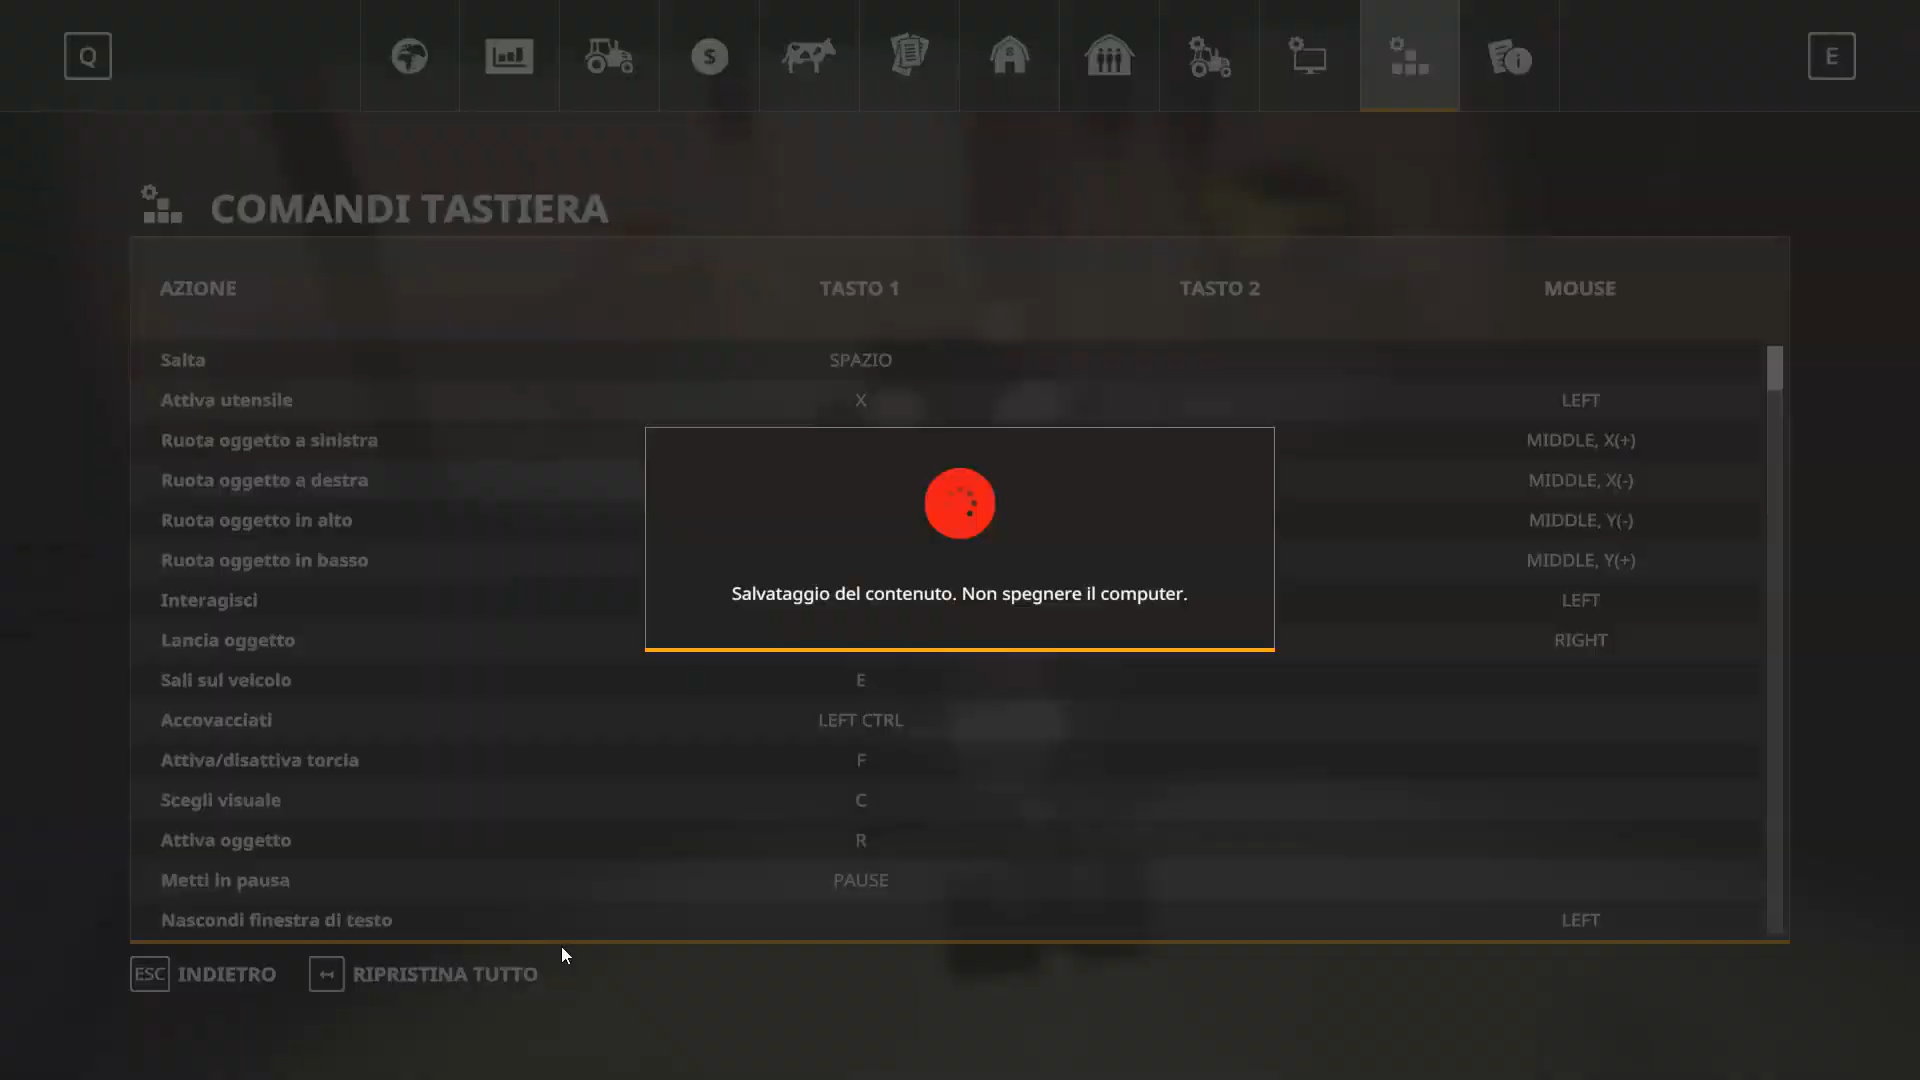 Q
E
COMANDI TASTIERA
AZIONE TASTO 1 TASTO 2 MOUSE
Salta SPAZIO
Attiva utensile X LEFT
Ruota oggetto a sinistra MIDDLE, X(+)
Ruota oggetto a destra MIDDLE, X(-)
Ruota oggetto in alto MIDDLE, Y(-)
Ruota oggetto in basso MIDDLE, Y(+)
Salvataggio del contenuto. Non spegnere il computer.
Interagisci LEFT
Lancia oggetto RIGHT
Sali sul veicolo E
Accovacciati LEFT CTRL
Attiva/disattiva torcia F
Scegli visuale C
Attiva oggetto R
Metti in pausa PAUSE
Nascondi finestra di testo LEFT
ESC INDIETRO RIPRISTINA TUTTO